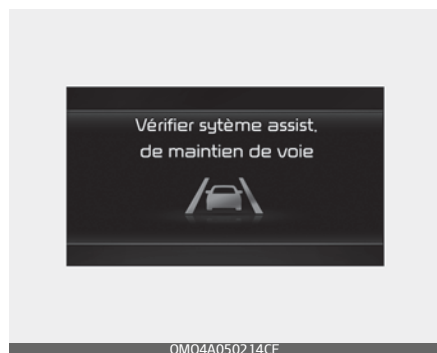 Vérifier sytème assist,
de maintien de voie
OMQ4A050214CF